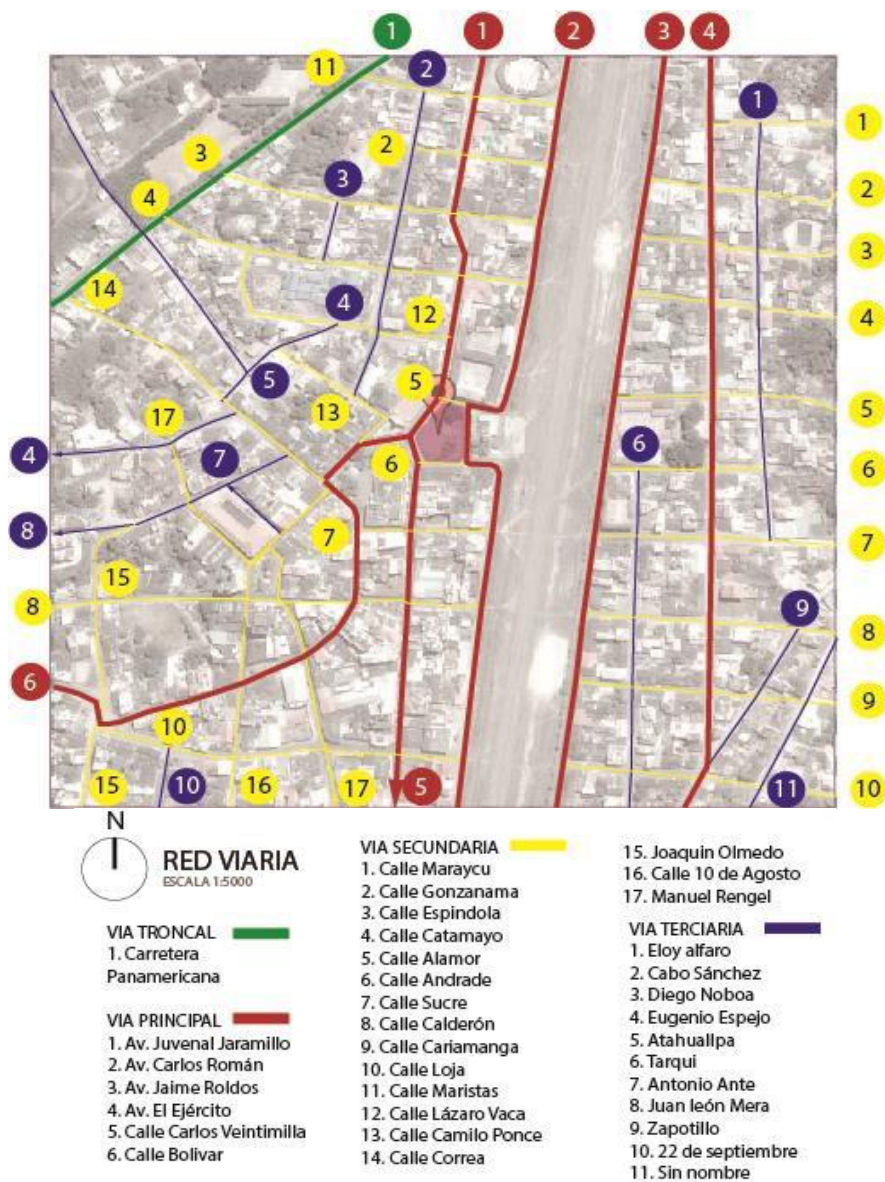 1 1 2 3 4
11 2 1
3 2 1
4 3 2
3
14 4 12 4
5 5
17 13 5
4 7 6 6 6
8 7 7
15 9
8 8
6 9
10
15 10 16 17 5 11 10
N
RED VIARIA
ESCALA 1:5000
VIA TRONCAL
1. Carretera
Panamericana
VIA PRINCIPAL
1. Av. Juvenal Jaramillo
2. Av. Carlos Román
3. Av. Jaime Roldos
4. Av. El Ejército
5. Calle Carlos Veintimilla
6. Calle Bolivar
VIA SECUNDARIA
1. Calle Maraycu
2. Calle Gonzanama
3. Calle Espindola
4. Calle Catamayo
5. Calle Alamor
6. Calle Andrade
7. Calle Sucre
8. Calle Calderón
9. Calle Cariamanga
10. Calle Loja
11. Calle Maristas
12. Calle Lázaro Vaca
13. Calle Camilo Ponce
14. Calle Correa
15. Joaquin Olmedo
16. Calle 10 de Agosto
17. Manuel Rengel
VIA TERCIARIA
1. Eloy alfaro
2. Cabo Sánchez
3. Diego Noboa
4. Eugenio Espejo
5. Atahuallpa
6. Tarqui
7. Antonio Ante
8. Juan león Mera
9. Zapotillo
10. 22 de septiembre
11. Sin nombre